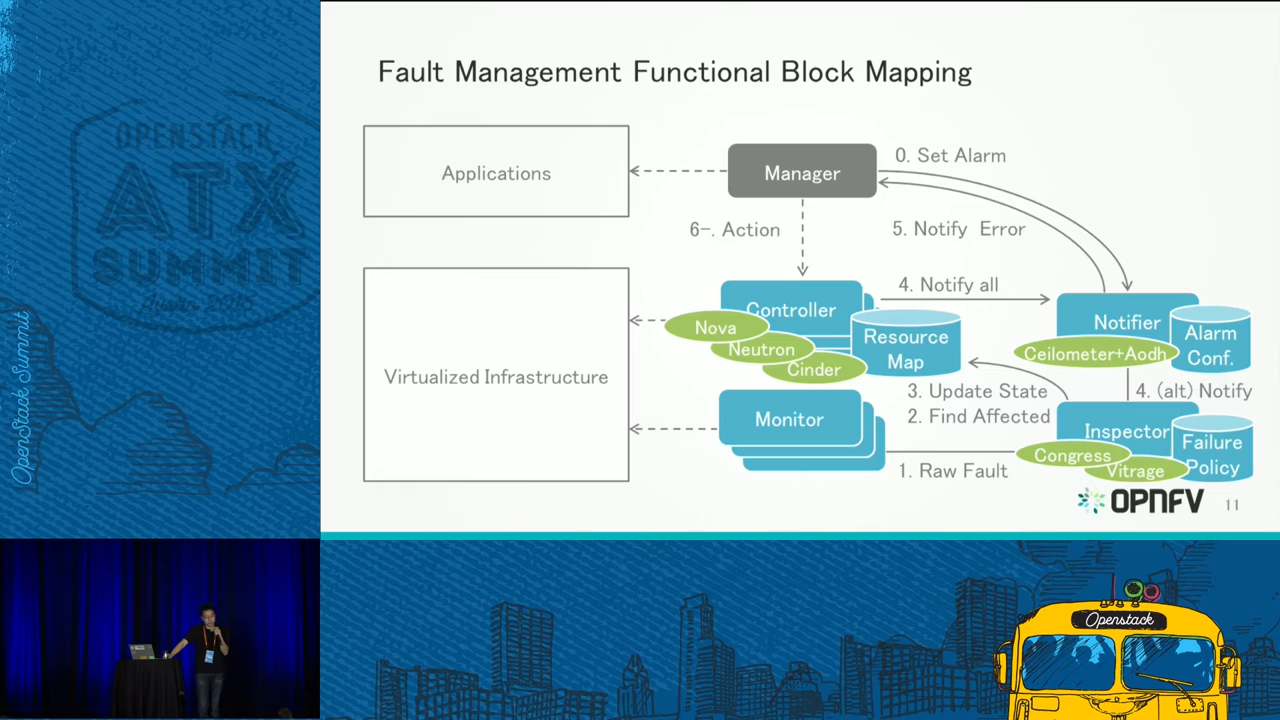 Fault Management Functional Block Mapping
Applications
Manager
0. Set Alarm
6-. Action
5. Notify Error
Controller
4. Notify all
Nova
Neutron
Cinder
Resource
Map
Notifier
Alarm
Conf.
Ceilometer+Aodh
Virtualized Infrastructure
3. Update State
2. Find Affected
4. (alt) Notify
Monitor
Inspector
Failure
Policy
Congress
Vitrage
1. Raw Fault
OPNFV
11
OPENSTACK
ATX
SUMMIT
OpenStack Summit
Openstack